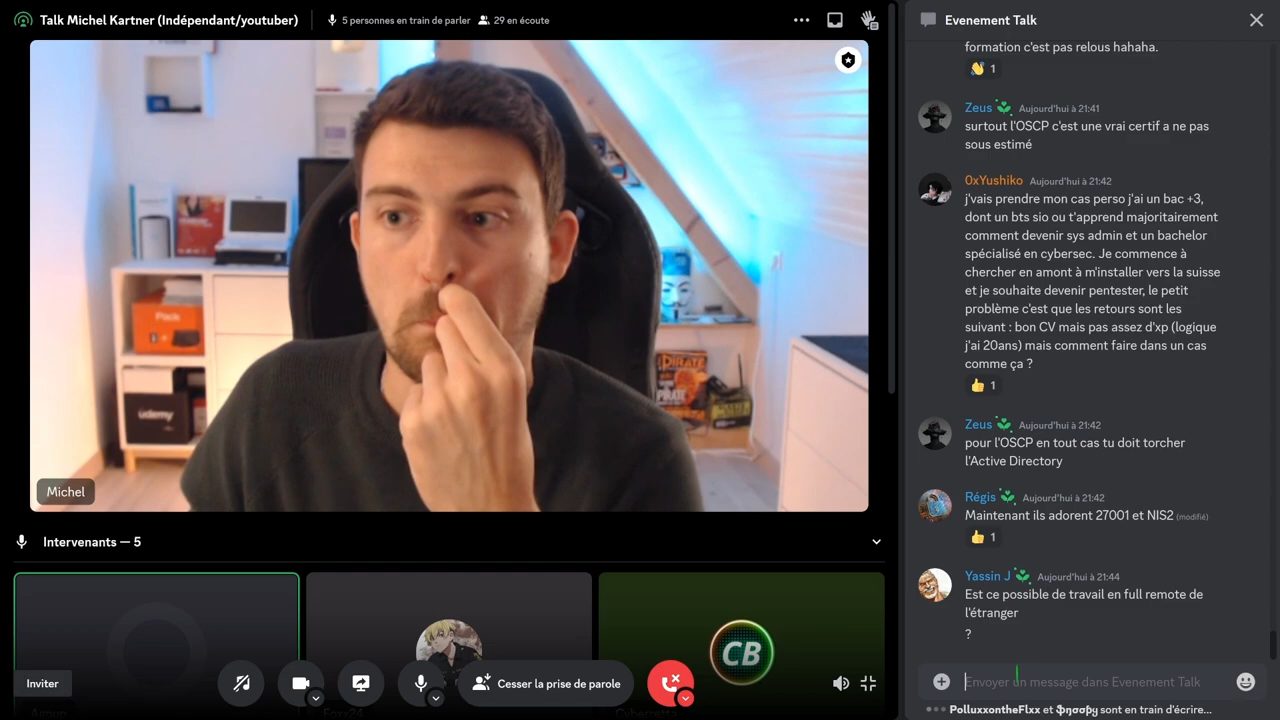 Talk Michel Kartner (Indépendant/youtuber)
5 personnes en train de parler
29 en écoute
Pack
udemy
PIRATE
PIRATE
Michel
Intervenants — 5
CB
Inviter
Cesser la prise de parole
Evenement Talk
formation c'est pas relous hahaha.
1
Zeus Aujourd'hui à 21:41
surtout l'OSCP c'est une vrai certif a ne pas
sous estimé
0xYushiko Aujourd'hui à 21:42
j'vais prendre mon cas perso j'ai un bac +3,
dont un bts sio ou t'apprend majoritairement
comment devenir sys admin et un bachelor
spécialisé en cybersec. Je commence à
chercher en amont à m'installer vers la suisse
et je souhaite devenir pentester, le petit
problème c'est que les retours sont les
suivant : bon CV mais pas assez d'xp (logique
j'ai 20ans) mais comment faire dans un cas
comme ça ?
1
Zeus Aujourd'hui à 21:42
pour l'OSCP en tout cas tu doit torcher
l'Active Directory
Régis Aujourd'hui à 21:42
Maintenant ils adorent 27001 et NIS2 (modifié)
1
Yassin J Aujourd'hui à 21:44
Est ce possible de travail en full remote de
l'étranger
?
Envoyer un message dans Evenement Talk
PolluxxontheFlxx et sont en train d'écrire...